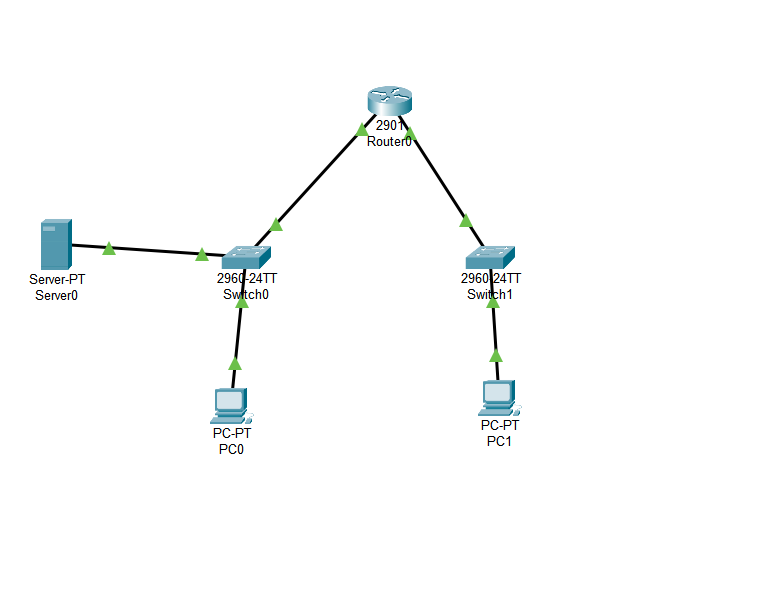 2901
Router0
Server-PT
Server0
2960-24TT
Switch0
2960-24TT
Switch1
PC-PT
PC0
PC-PT
PC1